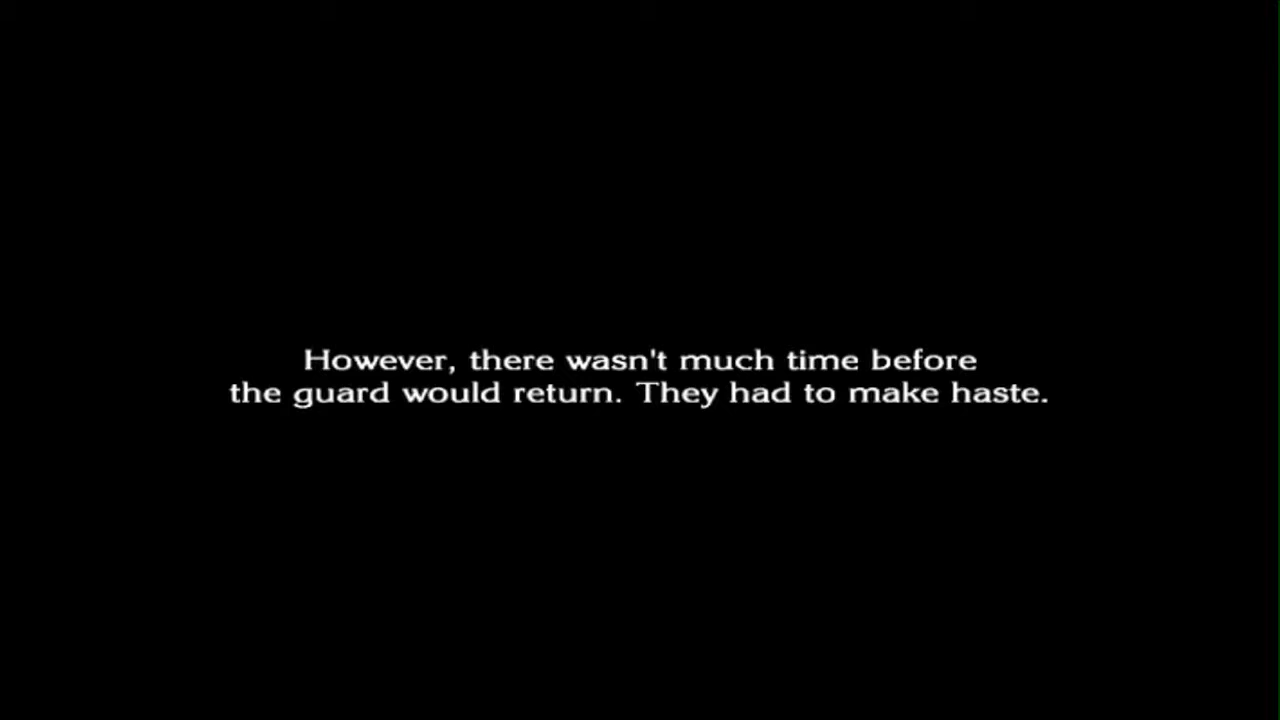 However, there wasn't much time before
the guard would return. They had to make haste.